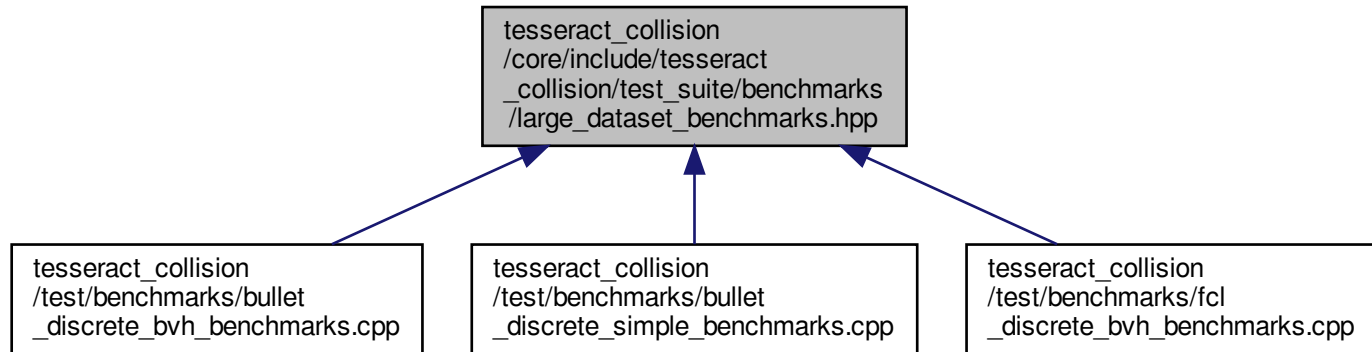 tesseract_collision
/core/include/tesseract
_collision/test_suite/benchmarks
/large_dataset_benchmarks.hpp
tesseract_collision
/test/benchmarks/bullet
_discrete_bvh_benchmarks.cpp
tesseract_collision
/test/benchmarks/bullet
_discrete_simple_benchmarks.cpp
tesseract_collision
/test/benchmarks/fcl
_discrete_bvh_benchmarks.cpp